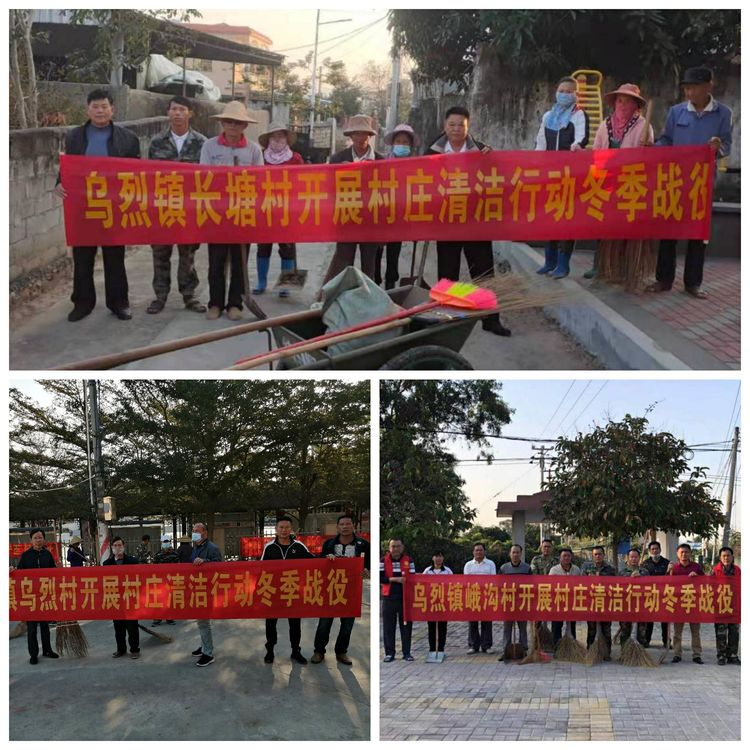 乌烈镇长塘村开展村庄清洁行动冬季战役
镇乌烈村开展村庄清洁行动冬季战役
乌烈镇峨沟村开展村庄清洁行动冬季战役